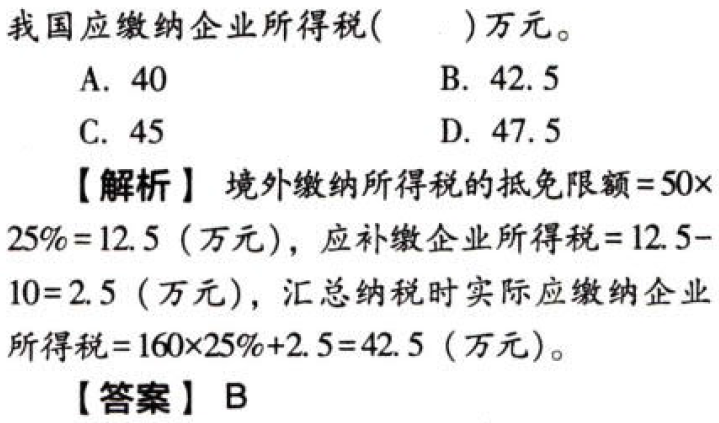 我国应缴纳企业所得税(  )万元。
A. 40 B. 42.5
C. 45 D. 47.5
【解析】 境外缴纳所得税的抵免限额=50×
25%=12.5（万元），应补缴企业所得税=12.5-
10=2.5（万元），汇总纳税时实际应缴纳企业
所得税=160×25%+2.5=42.5（万元）。
【答案】 B